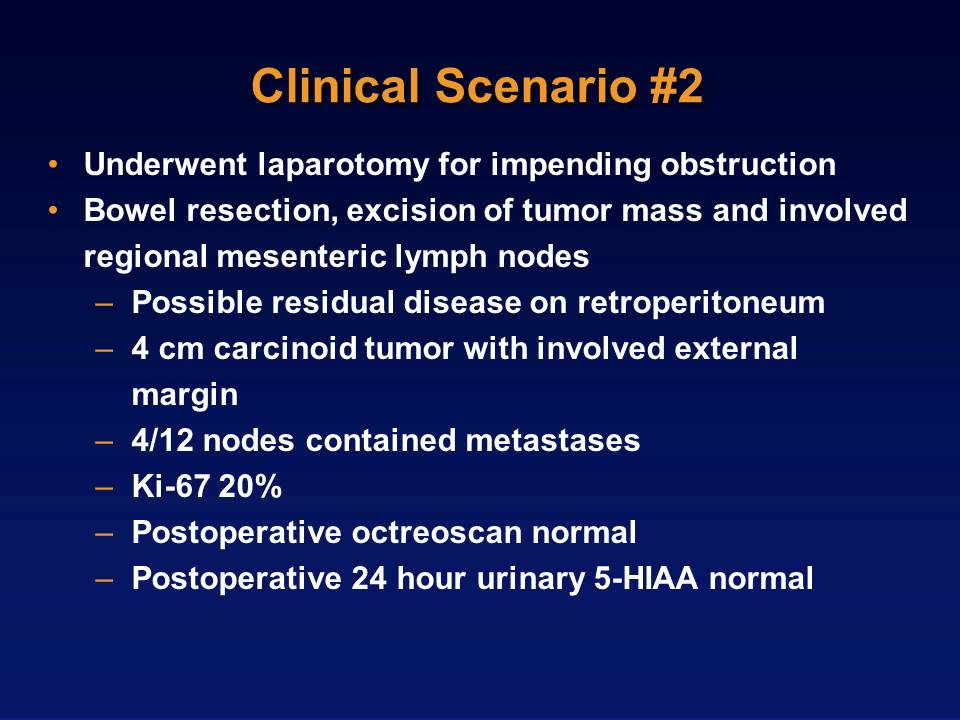 Clinical Scenario #2
• Underwent laparotomy for impending obstruction
• Bowel resection, excision of tumor mass and involved
regional mesenteric lymph nodes
– Possible residual disease on retroperitoneum
– 4 cm carcinoid tumor with involved external
margin
– 4/12 nodes contained metastases
– Ki-67 20%
– Postoperative octreoscan normal
– Postoperative 24 hour urinary 5-HIAA normal